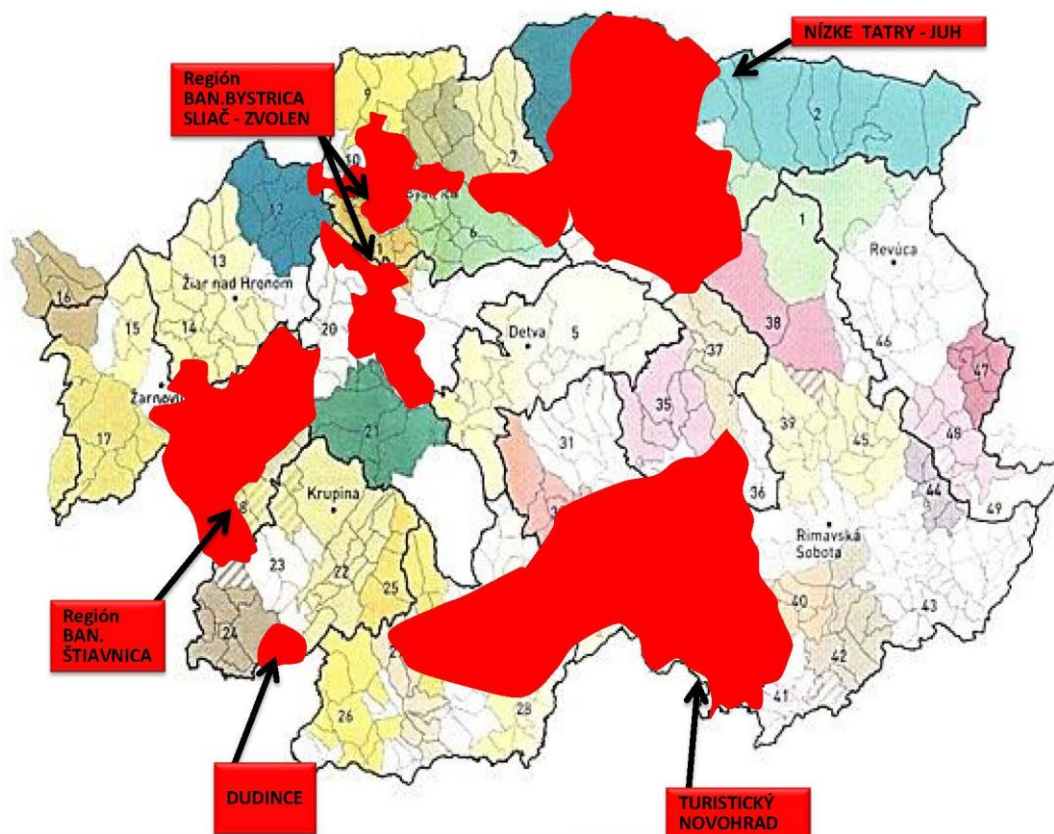 NÍZKE TATRY - JUH
Región
BAN.BYSTRICA
SLIAČ - ZVOLEN
9
2
10
7
12
6
1
13
Revúca
Žiar nad Hronom
16
20
Detva
5
15
14
38
46
37
47
17
21
35
39
45
48
31
44
36
49
Krupina
Rimavská
Sobota
23
22
25
40
43
24
42
Región
BAN.
ŠTIAVNICA
41
26
28
DUDINCE
TURISTICKÝ
NOVOHRAD